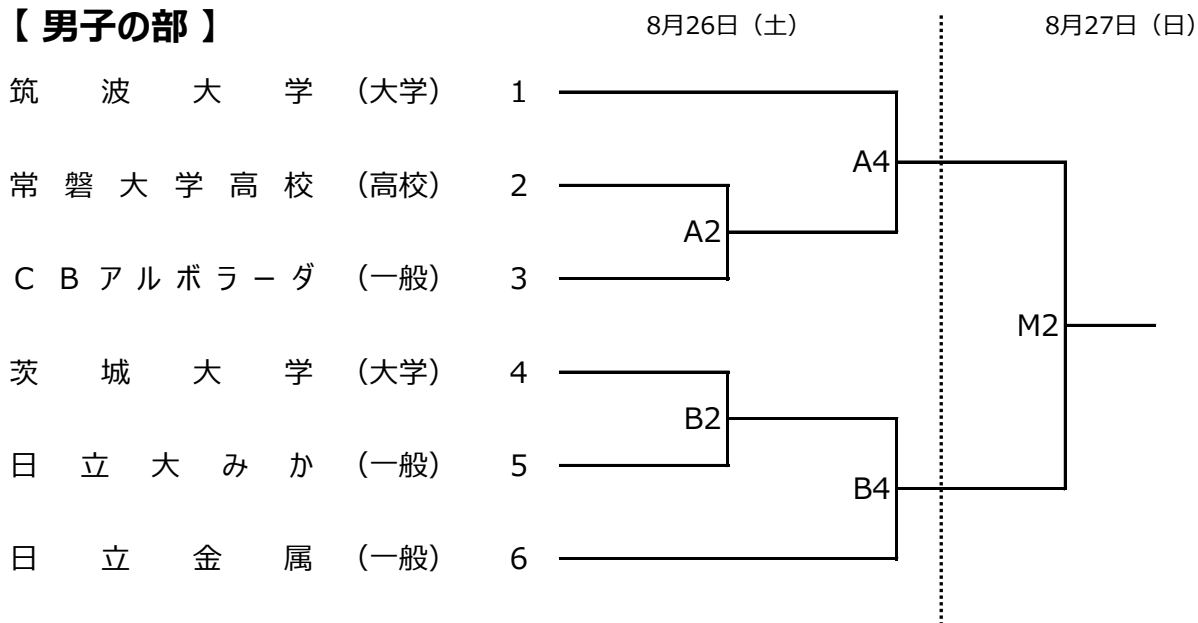 【 男子の部 】 8月26日（土） 8月27日（日）
筑波大学（大学） 1
A4
常磐大学高校（高校） 2
A2
ＣＢアルボラーダ（一般） 3
M2
茨城大学（大学） 4
B2
日立大みか（一般） 5
B4
日立金属（一般） 6